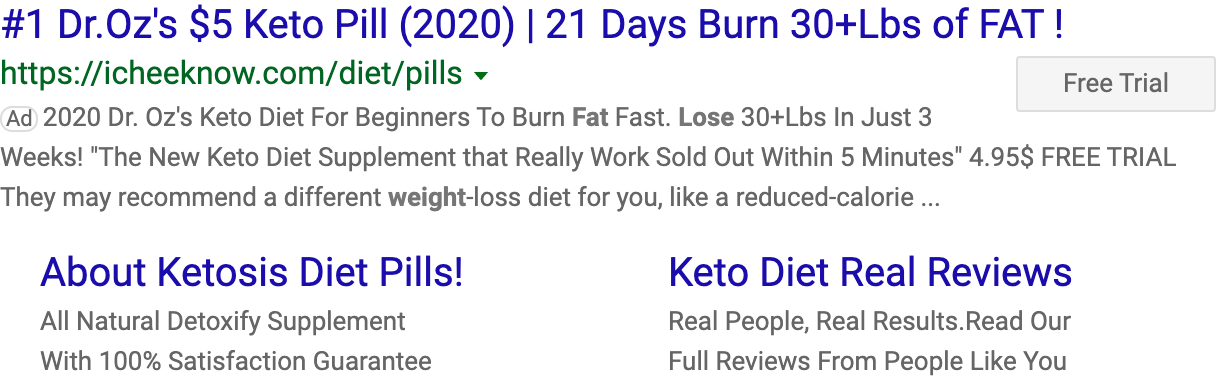 #1 Dr.Oz's $5 Keto Pill (2020) | 21 Days Burn 30+Lbs of FAT !
https://icheeknow.com/diet/pills
Free Trial
Ad 2020 Dr. Oz's Keto Diet For Beginners To Burn Fat Fast. Lose 30+Lbs In Just 3
Weeks! "The New Keto Diet Supplement that Really Work Sold Out Within 5 Minutes" 4.95$ FREE TRIAL
They may recommend a different weight-loss diet for you, like a reduced-calorie ...
About Ketosis Diet Pills!
All Natural Detoxify Supplement
With 100% Satisfaction Guarantee
Keto Diet Real Reviews
Real People, Real Results.Read Our
Full Reviews From People Like You